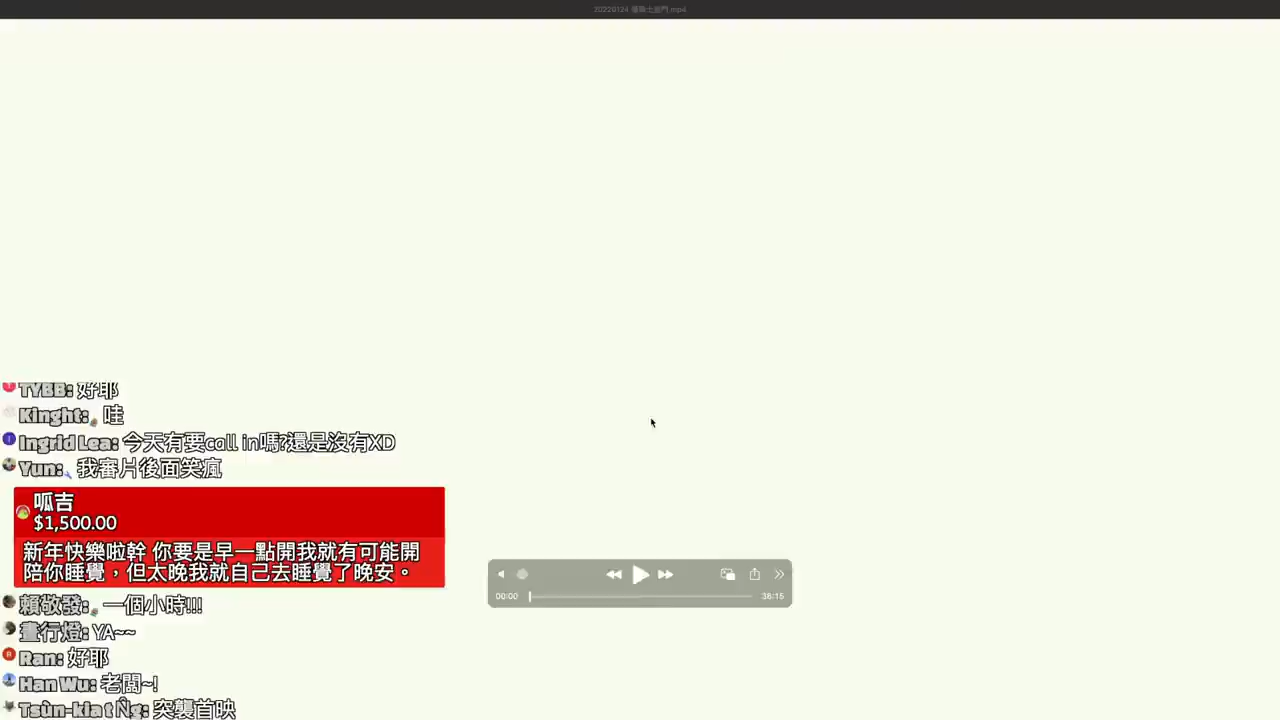 TYBB: 好耶
Kinght: 哇
Ingrid Lea: 今天有要call in嗎?還是沒有XD
Yun: 我審片後面笑瘋
呱吉
$1,500.00
新年快樂啦幹 你要是早一點開我就有可能開
陪你睡覺，但太晚我就自己去睡覺了晚安。
賴敬發: 一個小時!!!
晝行燈: YA~~
Ran: 好耶
Han Wu: 老闆~!
Tsùn-kia t Ñg: 突襲首映
00:00
38:15